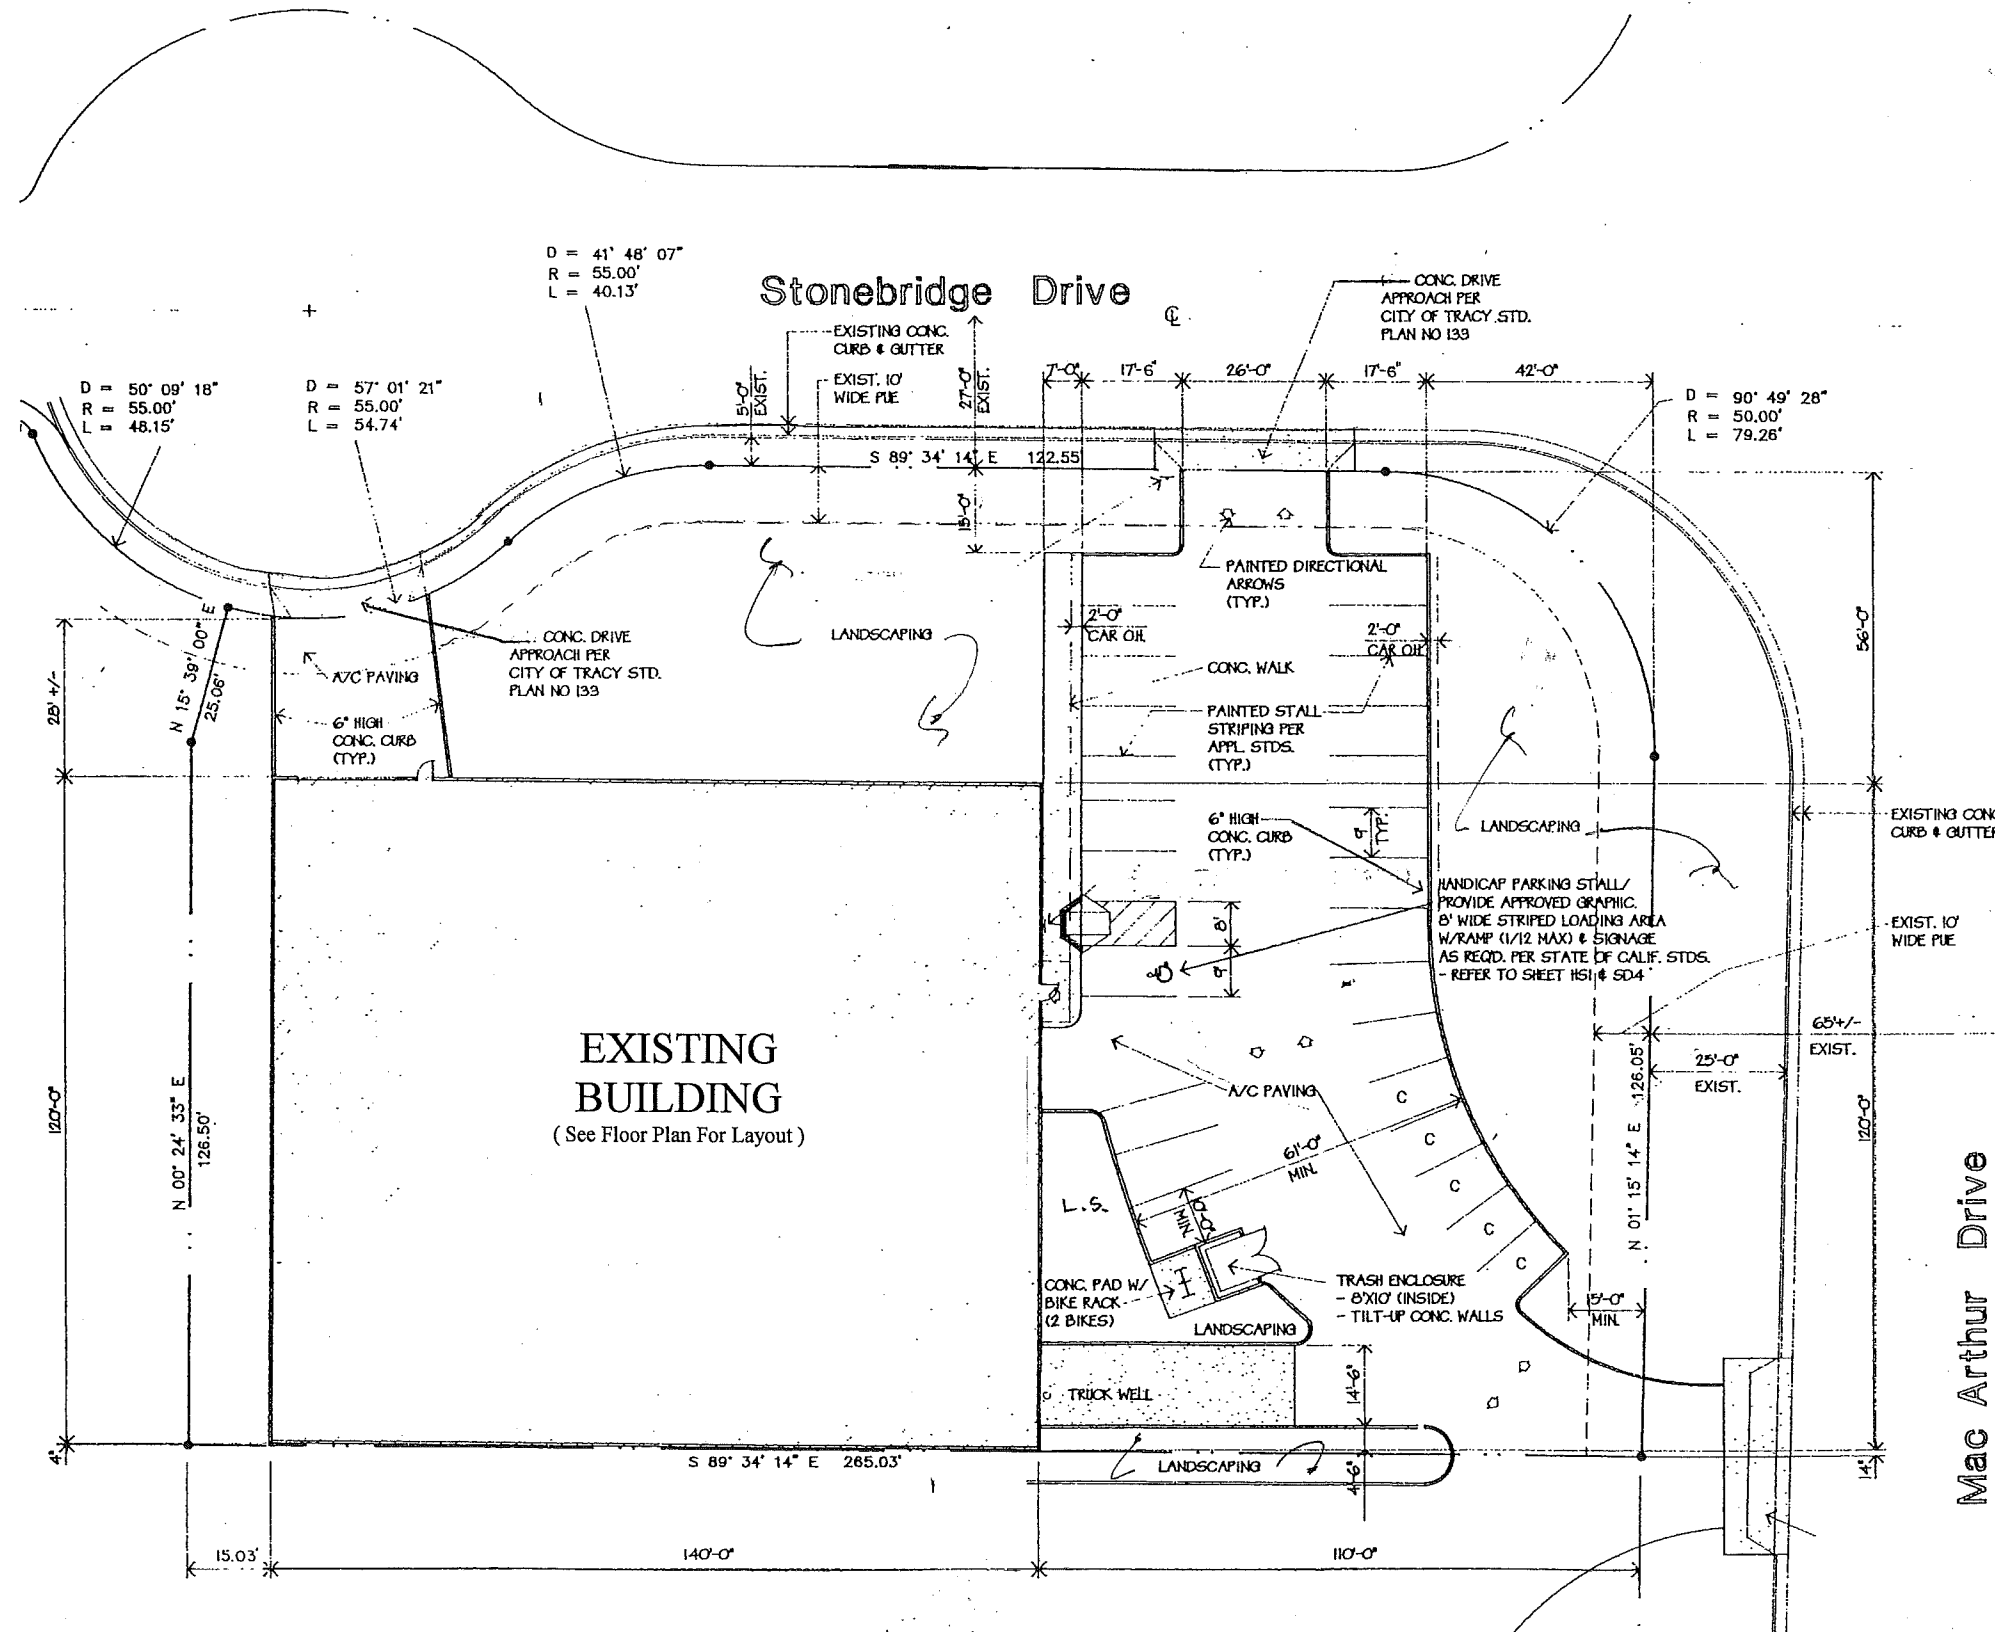 D = 41° 48' 07"
R = 55.00'
L = 40.13'
Stonebridge Drive
CONC. DRIVE
APPROACH PER
CITY OF TRACY STD.
PLAN NO 133
EXISTING CONC.
CURB & GUTTER
EXIST. 10'
WIDE PUE
5'-0"
EXIST.
27'-0"
EXIST.
7'-0"
17'-6"
26'-0"
17'-6"
42'-0"
D = 50° 09' 18"
R = 55.00'
L = 48.15'
D = 57° 01' 21"
R = 55.00'
L = 54.74'
D = 90° 49' 28"
R = 50.00'
L = 79.26'
S 89° 34' 14" E 122.55'
15'-0"
PAINTED DIRECTIONAL
ARROWS
(TYP.)
2'-0"
CAR OH.
2'-0"
CAR OH.
LANDSCAPING
CONC. DRIVE
APPROACH PER
CITY OF TRACY STD.
PLAN NO 133
N 15° 39' 00" E
25.06'
28' +/-
A/C PAVING
6" HIGH
CONC. CURB
(TYP.)
CONC. WALK
PAINTED STALL
STRIPING PER
APPL. STDS.
(TYP.)
56'-0"
6" HIGH
CONC. CURB
(TYP.)
9'
TYP.
LANDSCAPING
EXISTING CONC
CURB & GUTTER
HANDICAP PARKING STALL/
PROVIDE APPROVED GRAPHIC.
8' WIDE STRIPED LOADING AREA
W/RAMP (1/12 MAX) & SIGNAGE
AS REQ'D. PER STATE OF CALIF. STDS.
- REFER TO SHEET HS1 & SD4
EXIST. 10'
WIDE PUE
8'
9'
65'+/-
EXIST.
25'-0"
EXIST.
EXISTING
BUILDING
( See Floor Plan For Layout )
120'-0"
N 00° 24' 33" E
126.50'
A/C PAVING
C
C
C
C
C
61'-0"
MIN.
N 01° 15' 14" E 126.05'
120'-0"
Mac Arthur Drive
L.S.
10'-0"
MIN.
CONC. PAD W/
BIKE RACK
(2 BIKES)
TRASH ENCLOSURE
- 8'X10' (INSIDE)
- TILT-UP CONC. WALLS
LANDSCAPING
15'-0"
MIN.
TRUCK WELL
14'-6"
4"
S 89° 34' 14" E 265.03'
LANDSCAPING
4'-6"
14"
15.03'
140'-0"
110'-0"